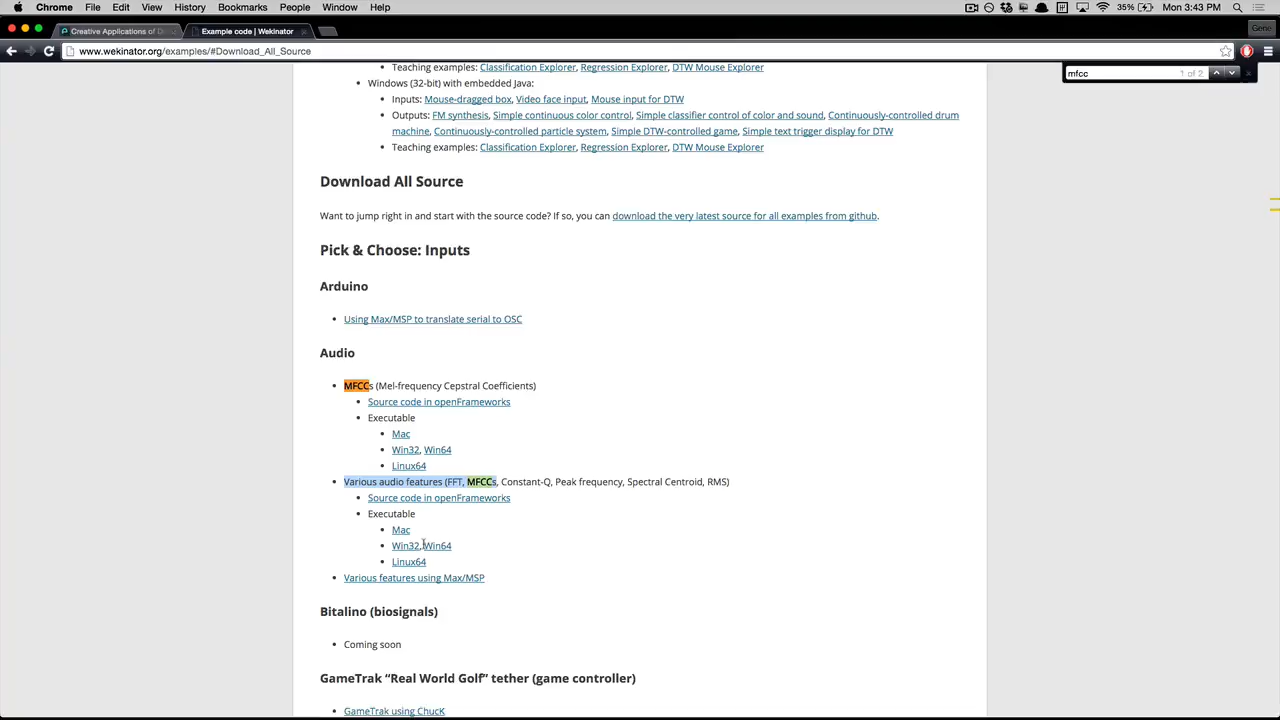 Chrome File Edit View History Bookmarks People Window Help 35% Mon 3:43 PM
Creative Applications of D Example code | Wekinator Gene
www.wekinator.org/examples/#Download_All_Source
mfcc 1 of 2
• Teaching examples: Classification Explorer, Regression Explorer, DTW Mouse Explorer
• Windows (32-bit) with embedded Java:
• Inputs: Mouse-dragged box, Video face input, Mouse input for DTW
• Outputs: FM synthesis, Simple continuous color control, Simple classifier control of color and sound, Continuously-controlled drum
machine, Continuously-controlled particle system, Simple DTW-controlled game, Simple text trigger display for DTW
• Teaching examples: Classification Explorer, Regression Explorer, DTW Mouse Explorer
Download All Source
Want to jump right in and start with the source code? If so, you can download the very latest source for all examples from github.
Pick & Choose: Inputs
Arduino
• Using Max/MSP to translate serial to OSC
Audio
• MFCCs (Mel-frequency Cepstral Coefficients)
• Source code in openFrameworks
• Executable
• Mac
• Win32, Win64
• Linux64
• Various audio features (FFT, MFCCs, Constant-Q, Peak frequency, Spectral Centroid, RMS)
• Source code in openFrameworks
• Executable
• Mac
• Win32, Win64
• Linux64
• Various features using Max/MSP
Bitalino (biosignals)
• Coming soon
GameTrak “Real World Golf” tether (game controller)
• GameTrak using ChucK